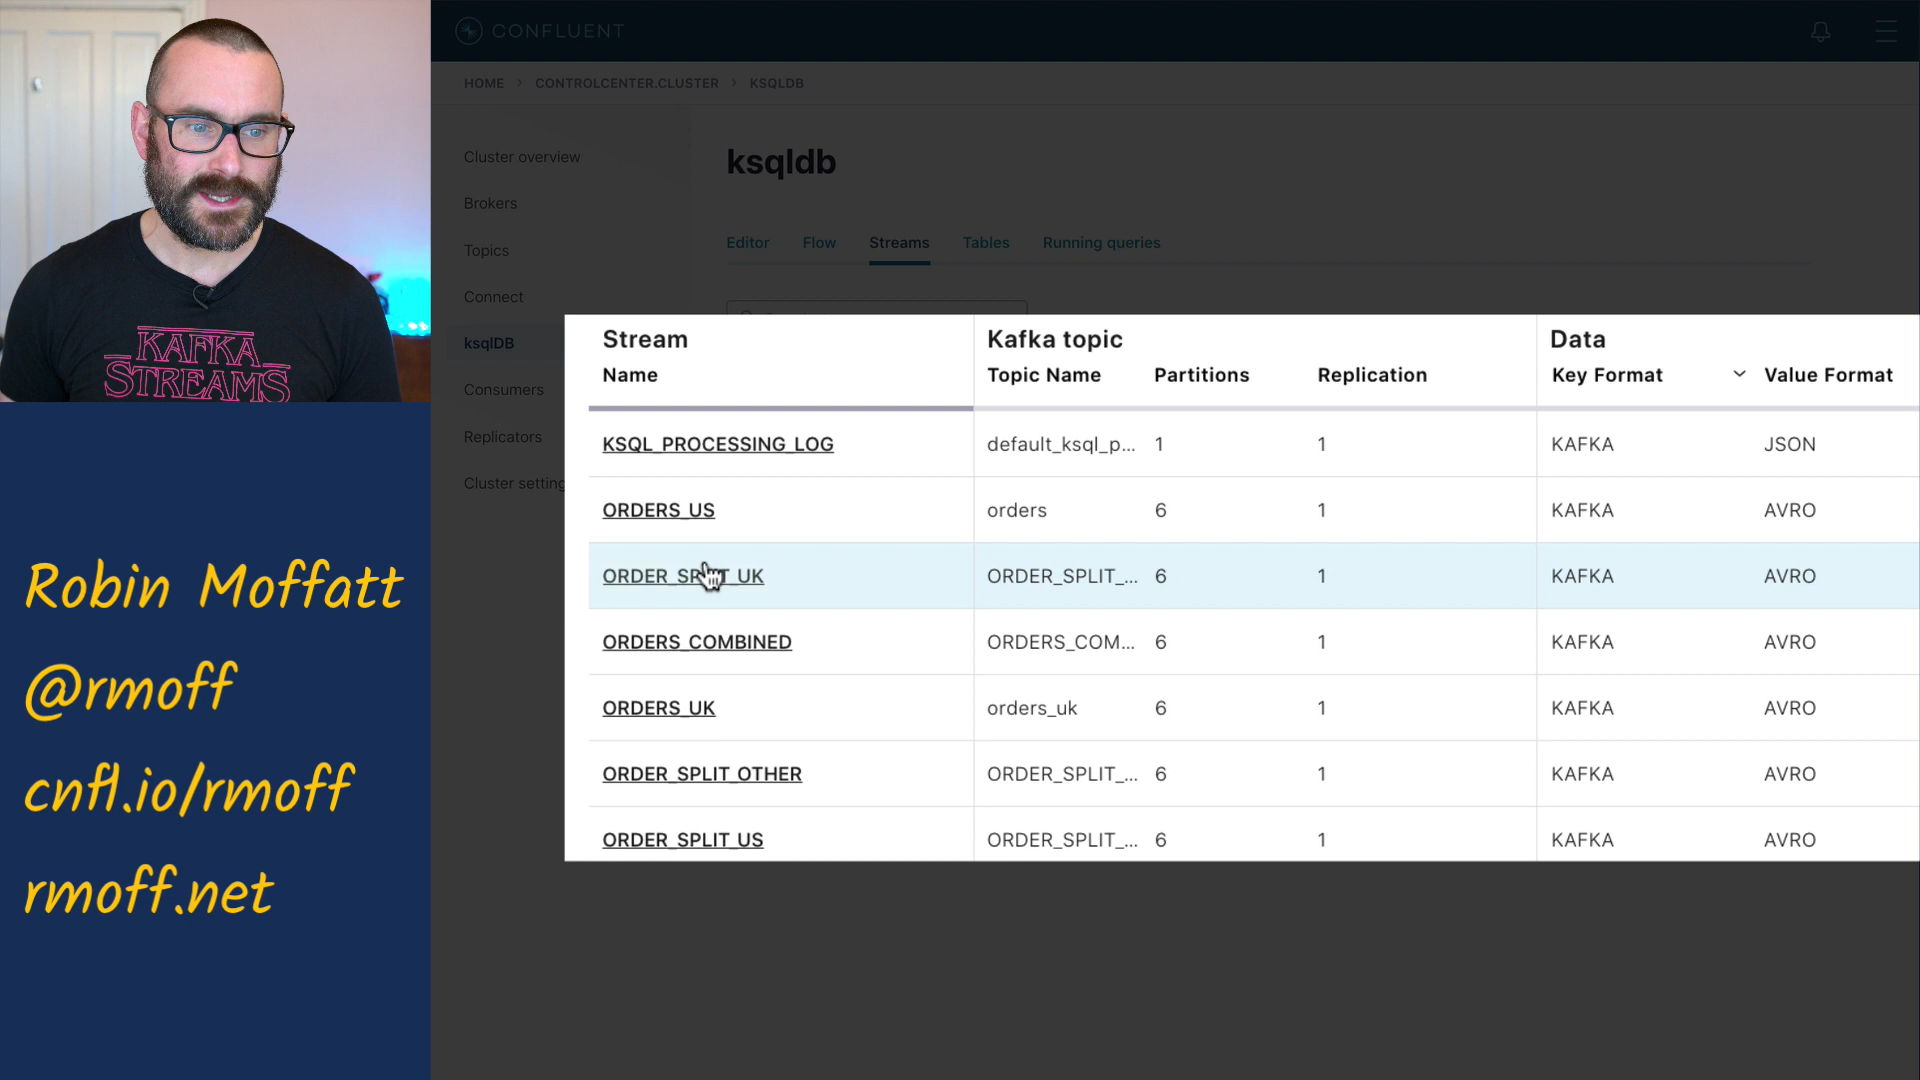 KAFKA
STREAMS
Robin Moffatt
@rmoff
cnfl.io/rmoff
rmoff.net
CONFLUENT
HOME > CONTROLCENTER.CLUSTER > KSQLDB
Cluster overview
Brokers
Topics
Connect
ksqlDB
Consumers
Replicators
Cluster setting
ksqldb
Editor Flow Streams Tables Running queries
Stream Kafka topic Data
Name Topic Name Partitions Replication Key Format Value Format
KSQL_PROCESSING_LOG default_ksql_p... 1 1 KAFKA JSON
ORDERS_US orders 6 1 KAFKA AVRO
ORDER_SPLIT_UK ORDER_SPLIT_... 6 1 KAFKA AVRO
ORDERS_COMBINED ORDERS_COM... 6 1 KAFKA AVRO
ORDERS_UK orders_uk 6 1 KAFKA AVRO
ORDER_SPLIT_OTHER ORDER_SPLIT_... 6 1 KAFKA AVRO
ORDER_SPLIT_US ORDER_SPLIT_... 6 1 KAFKA AVRO